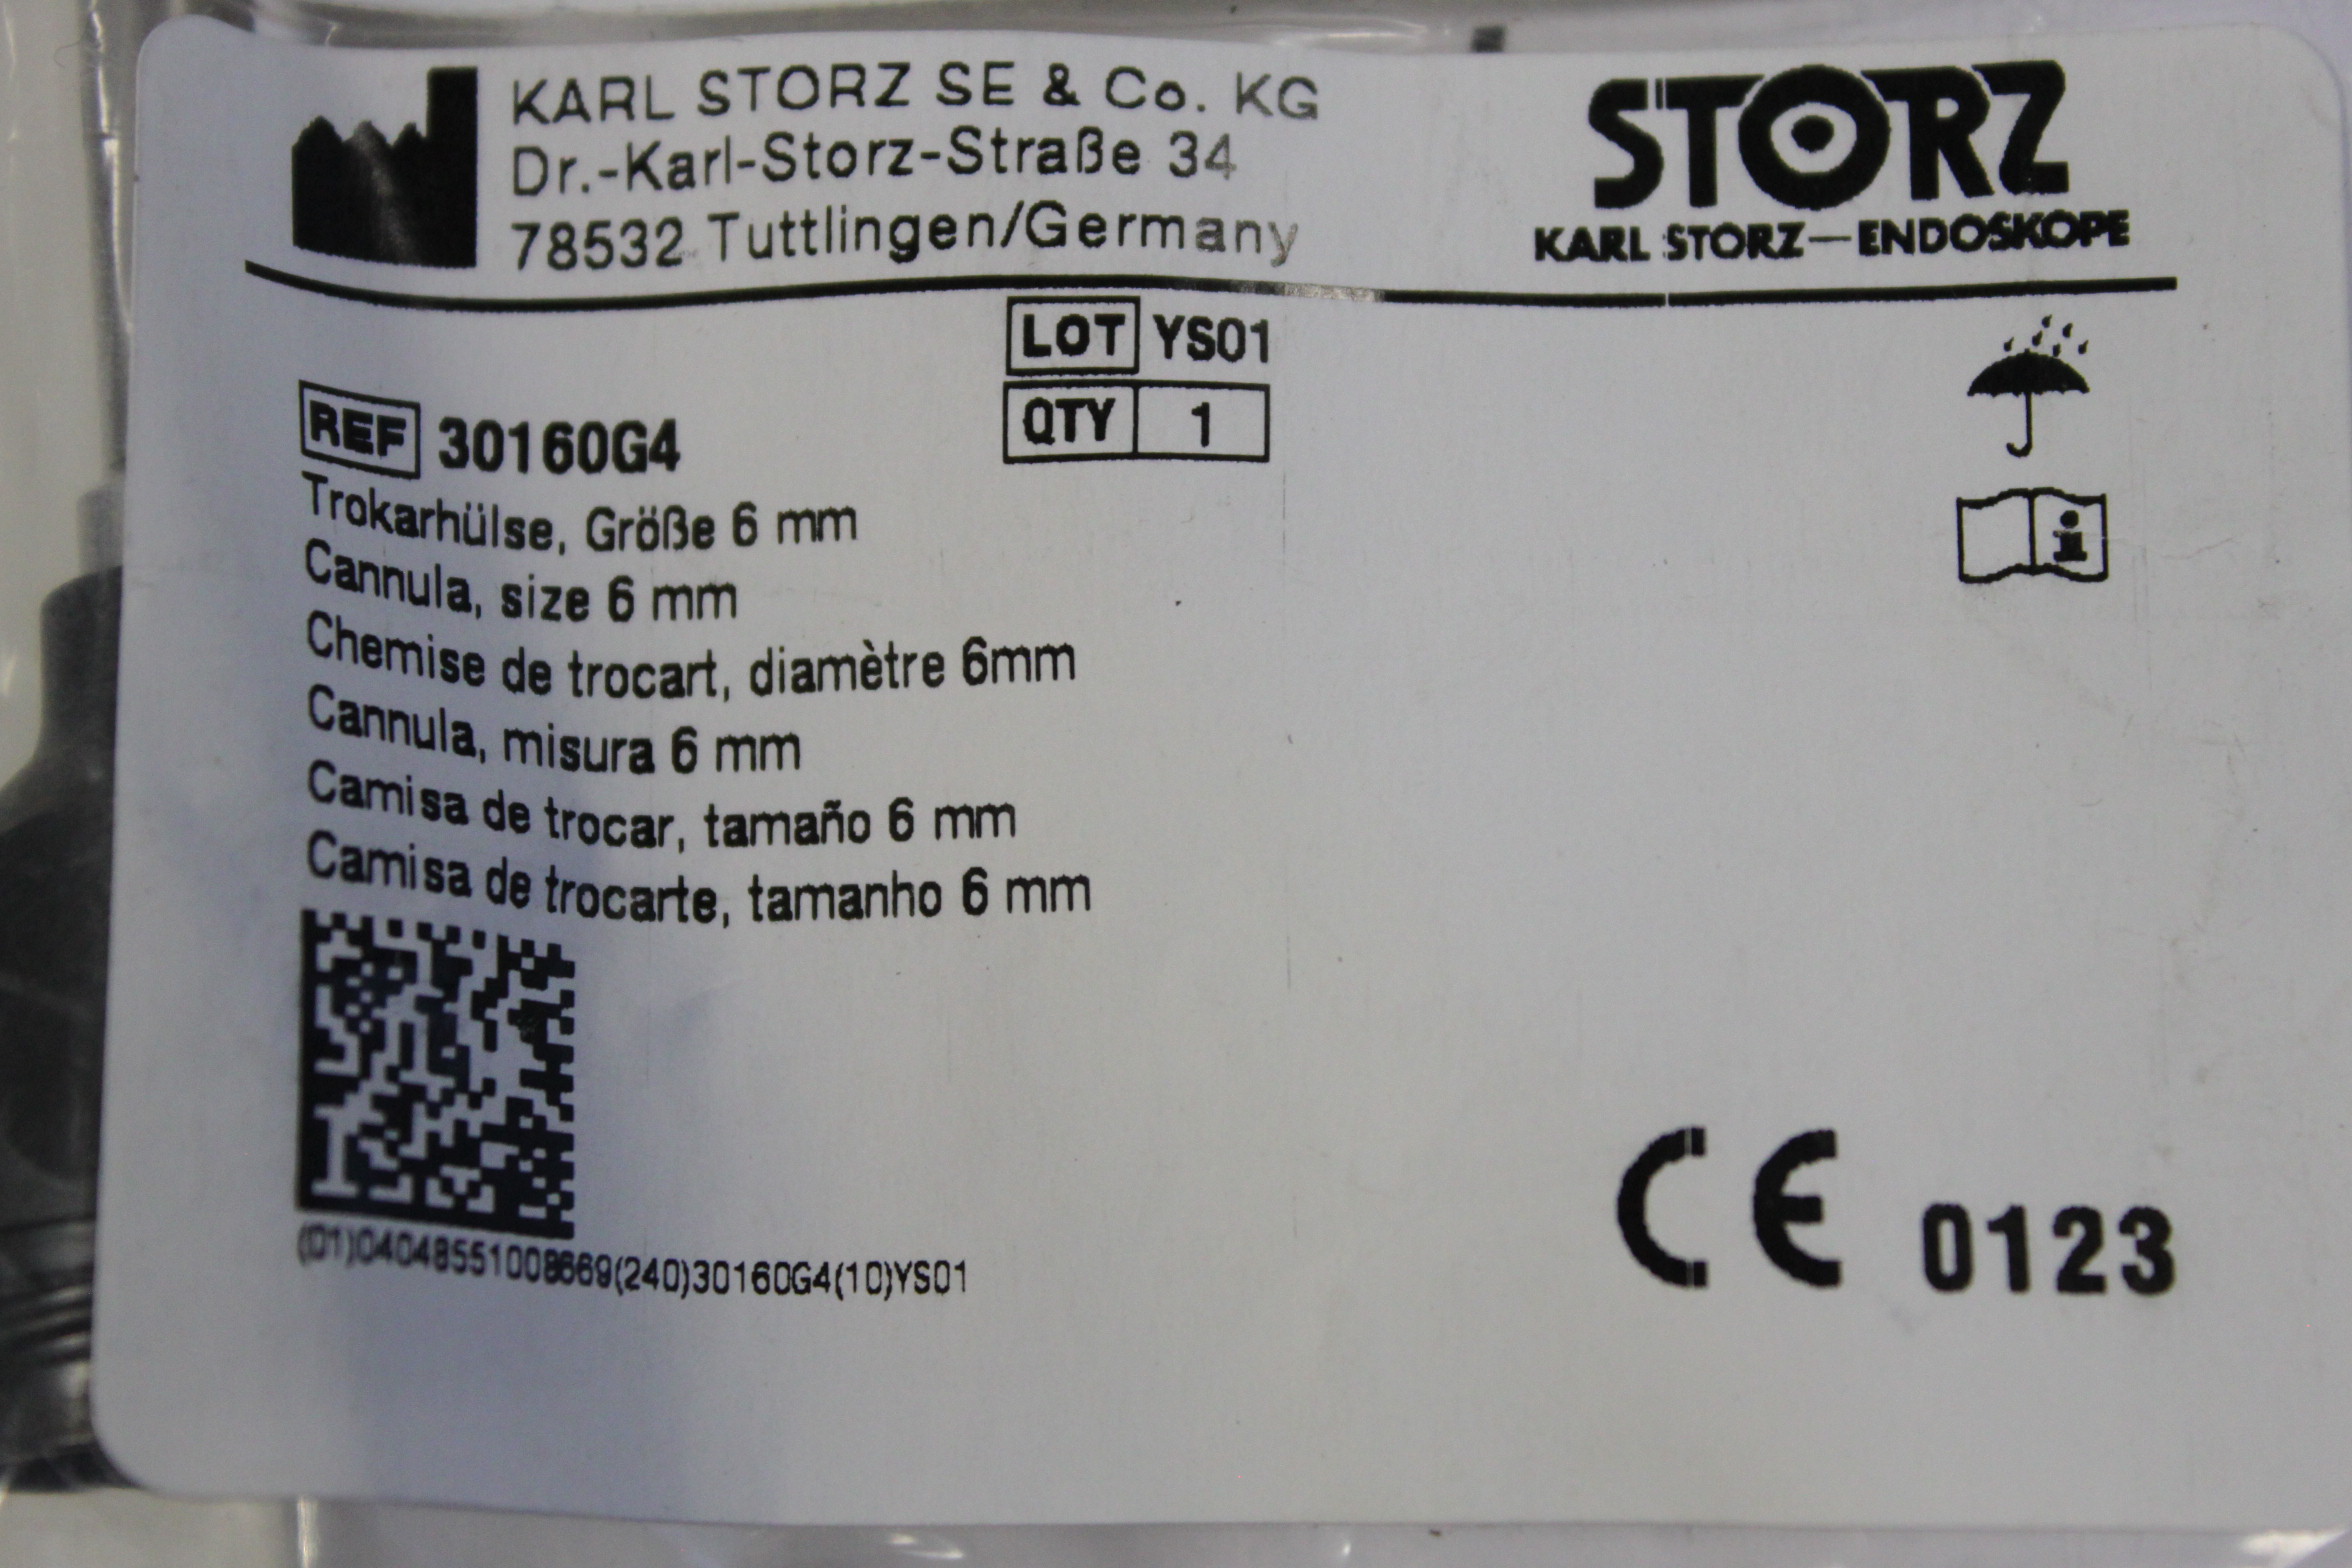 KARL STORZ SE & Co. KG
Dr.-Karl-Storz-Straße 34
78532 Tuttlingen/Germany
STORZ
KARL STORZ—ENDOSKOPE
LOT YS01
QTY 1
REF 30160G4
Trokarhülse, Größe 6 mm
Cannula, size 6 mm
Chemise de trocart, diamètre 6mm
Cannula, misura 6 mm
Camisa de trocar, tamaño 6 mm
Camisa de trocarte, tamanho 6 mm
(01)04048551008669(240)30160G4(10)YS01
CE 0123